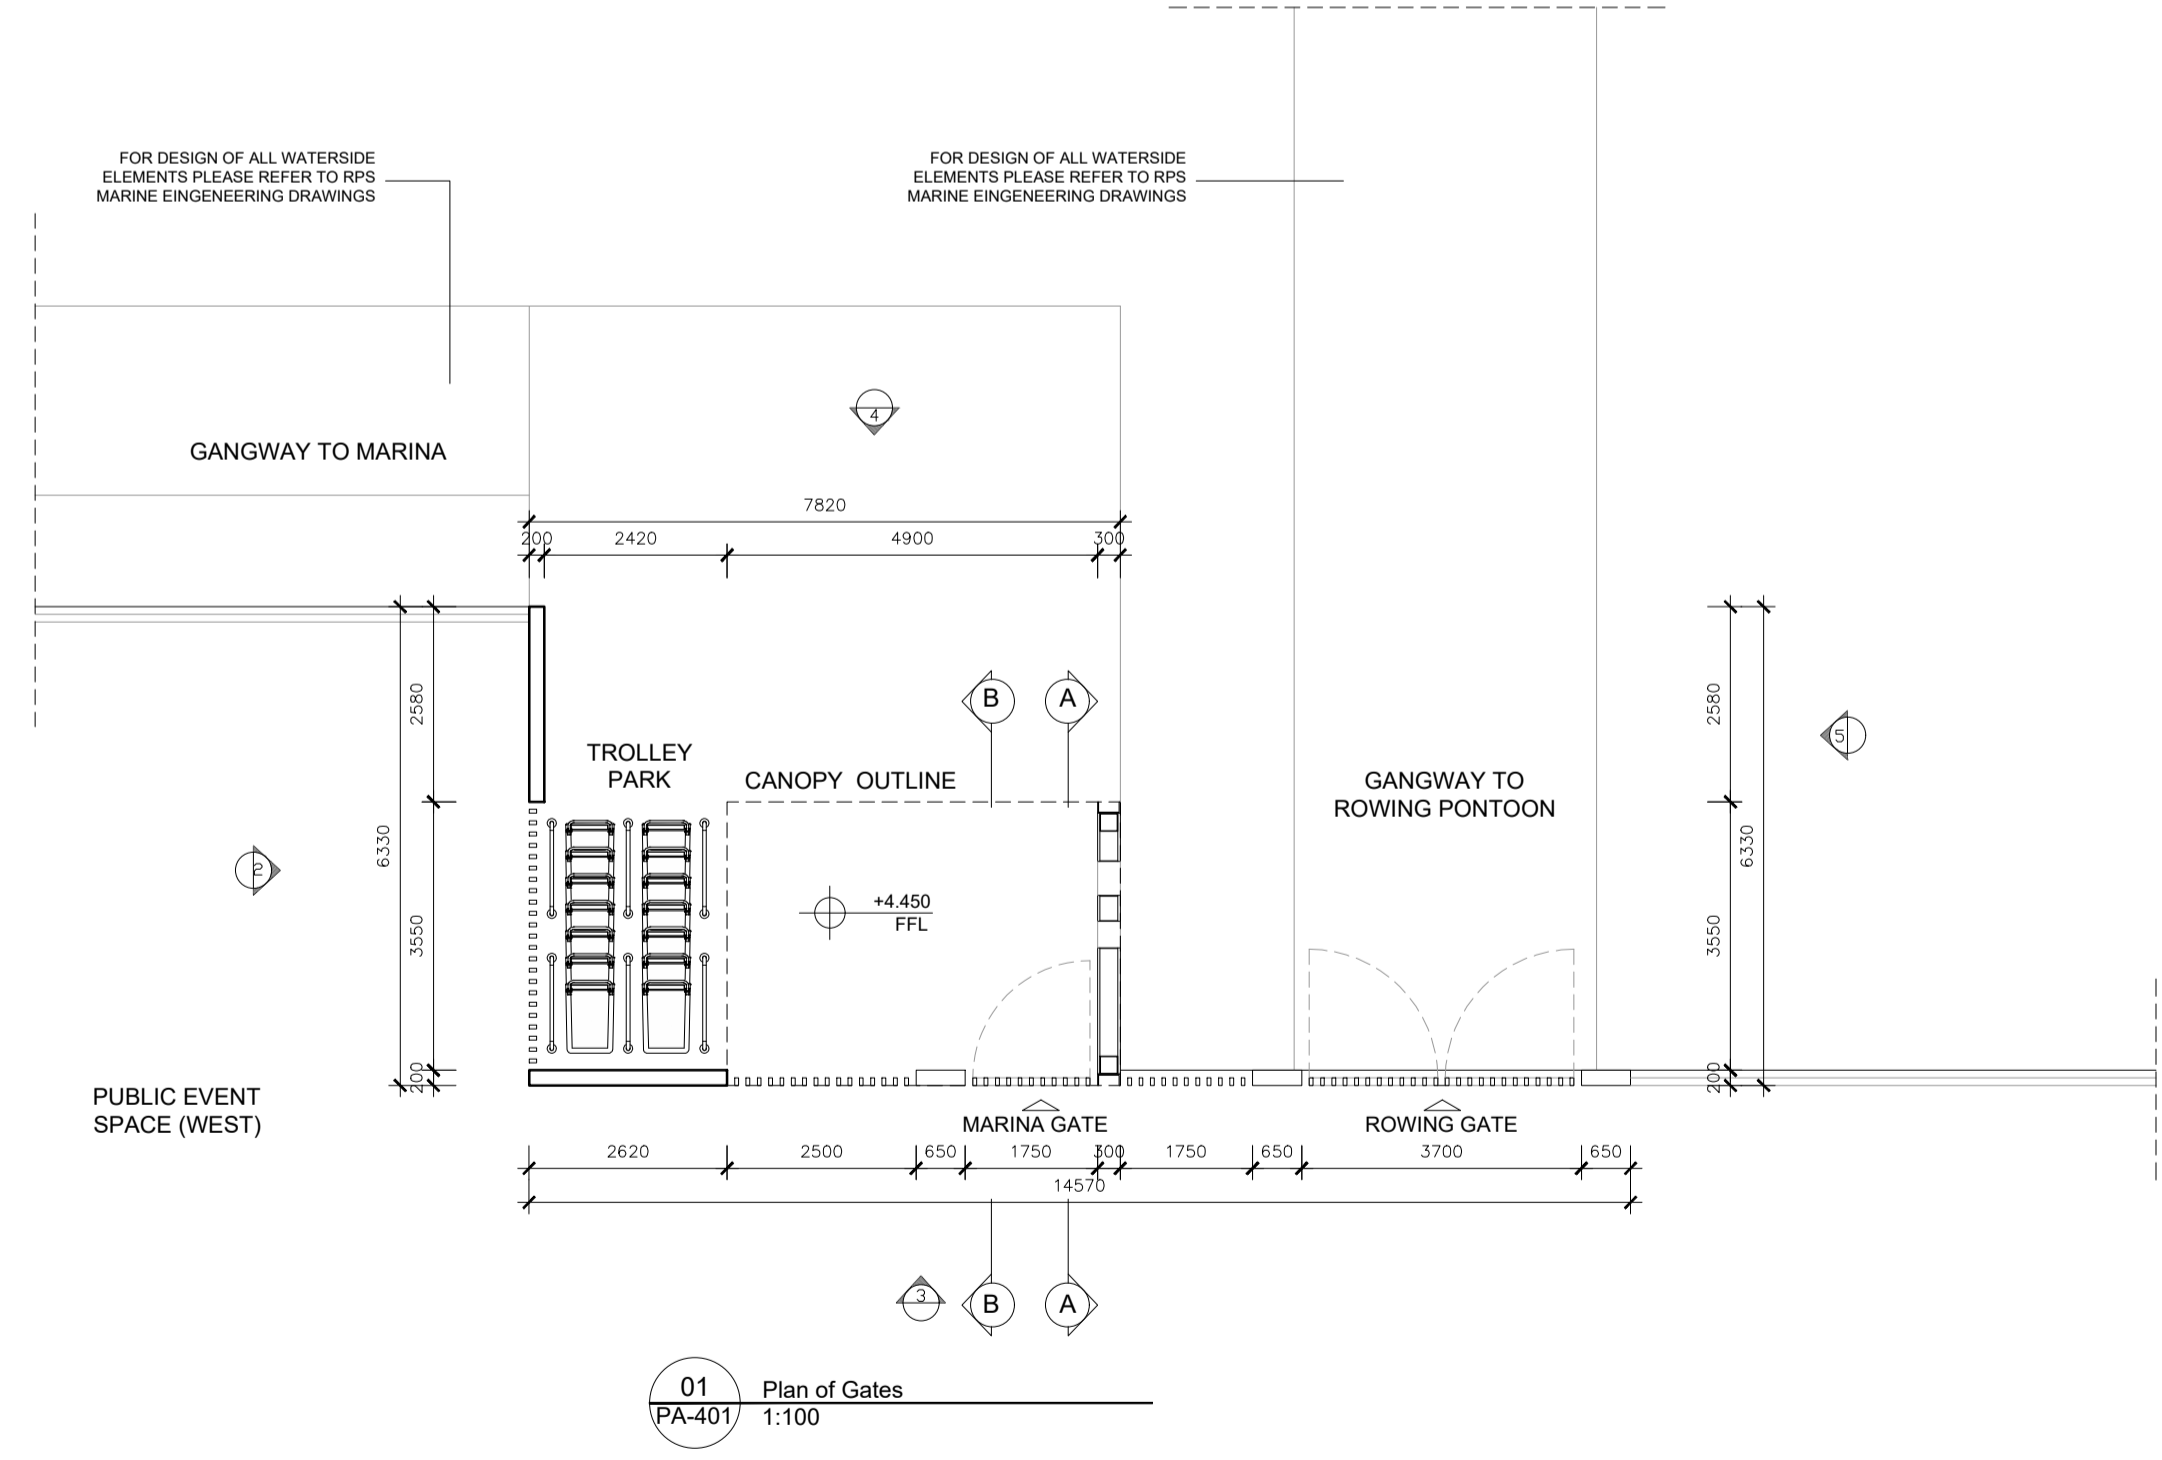 FOR DESIGN OF ALL WATERSIDE
ELEMENTS PLEASE REFER TO RPS
MARINE EINGENEERING DRAWINGS
FOR DESIGN OF ALL WATERSIDE
ELEMENTS PLEASE REFER TO RPS
MARINE EINGENEERING DRAWINGS
4
GANGWAY TO MARINA
7820
200 2420 4900 300
2580
2580
B A
5
TROLLEY
PARK
CANOPY OUTLINE
GANGWAY TO
ROWING PONTOON
6330
6330
2
+4.450
FFL
3550
3550
200
200
PUBLIC EVENT
SPACE (WEST)
MARINA GATE
ROWING GATE
2620 2500 650 1750 300 1750 650 3700 650
14570
3
B A
01
PA-401
Plan of Gates
1:100